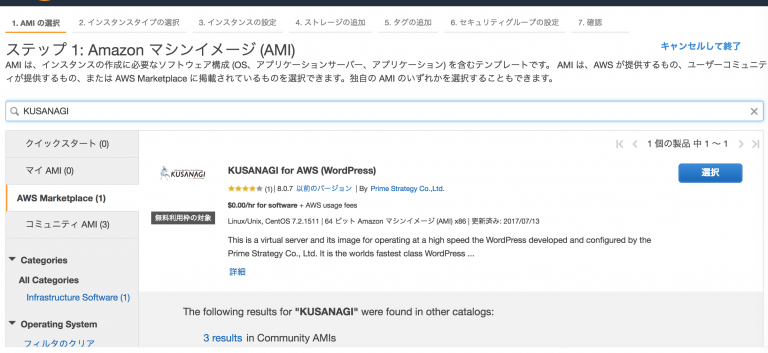 1. AMI の選択 2. インスタンスタイプの選択 3. インスタンスの設定 4. ストレージの追加 5. タグの追加 6. セキュリティグループの設定 7. 確認
ステップ 1: Amazon マシンイメージ (AMI)
キャンセルして終了
AMI は、インスタンスの作成に必要なソフトウェア構成 (OS、アプリケーションサーバー、アプリケーション) を含むテンプレートです。 AMI は、AWS が提供するもの、ユーザーコミュニテ
ィが提供するもの、または AWS Marketplace に掲載されているものを選択できます。独自の AMI のいずれかを選択することもできます。
KUSANAGI
クイックスタート (0)
マイ AMI (0)
AWS Marketplace (1)
コミュニティ AMI (3)
Categories
All Categories
Infrastructure Software (1)
Operating System
フィルタのクリア
1 個の製品 中 1 ～ 1
KUSANAGI
無料利用枠の対象
KUSANAGI for AWS (WordPress)
選択
(1) | 8.0.7 以前のバージョン | By Prime Strategy Co.,Ltd.
$0.00/hr for software + AWS usage fees
Linux/Unix, CentOS 7.2.1511 | 64 ビット Amazon マシンイメージ (AMI) x86 | 更新済み: 2017/07/13
This is a virtual server and its image for operating at a high speed the WordPress developed and configured by the
Prime Strategy Co., Ltd. It is the worlds fastest class WordPress ...
詳細
The following results for "KUSANAGI" were found in other catalogs:
3 results in Community AMIs